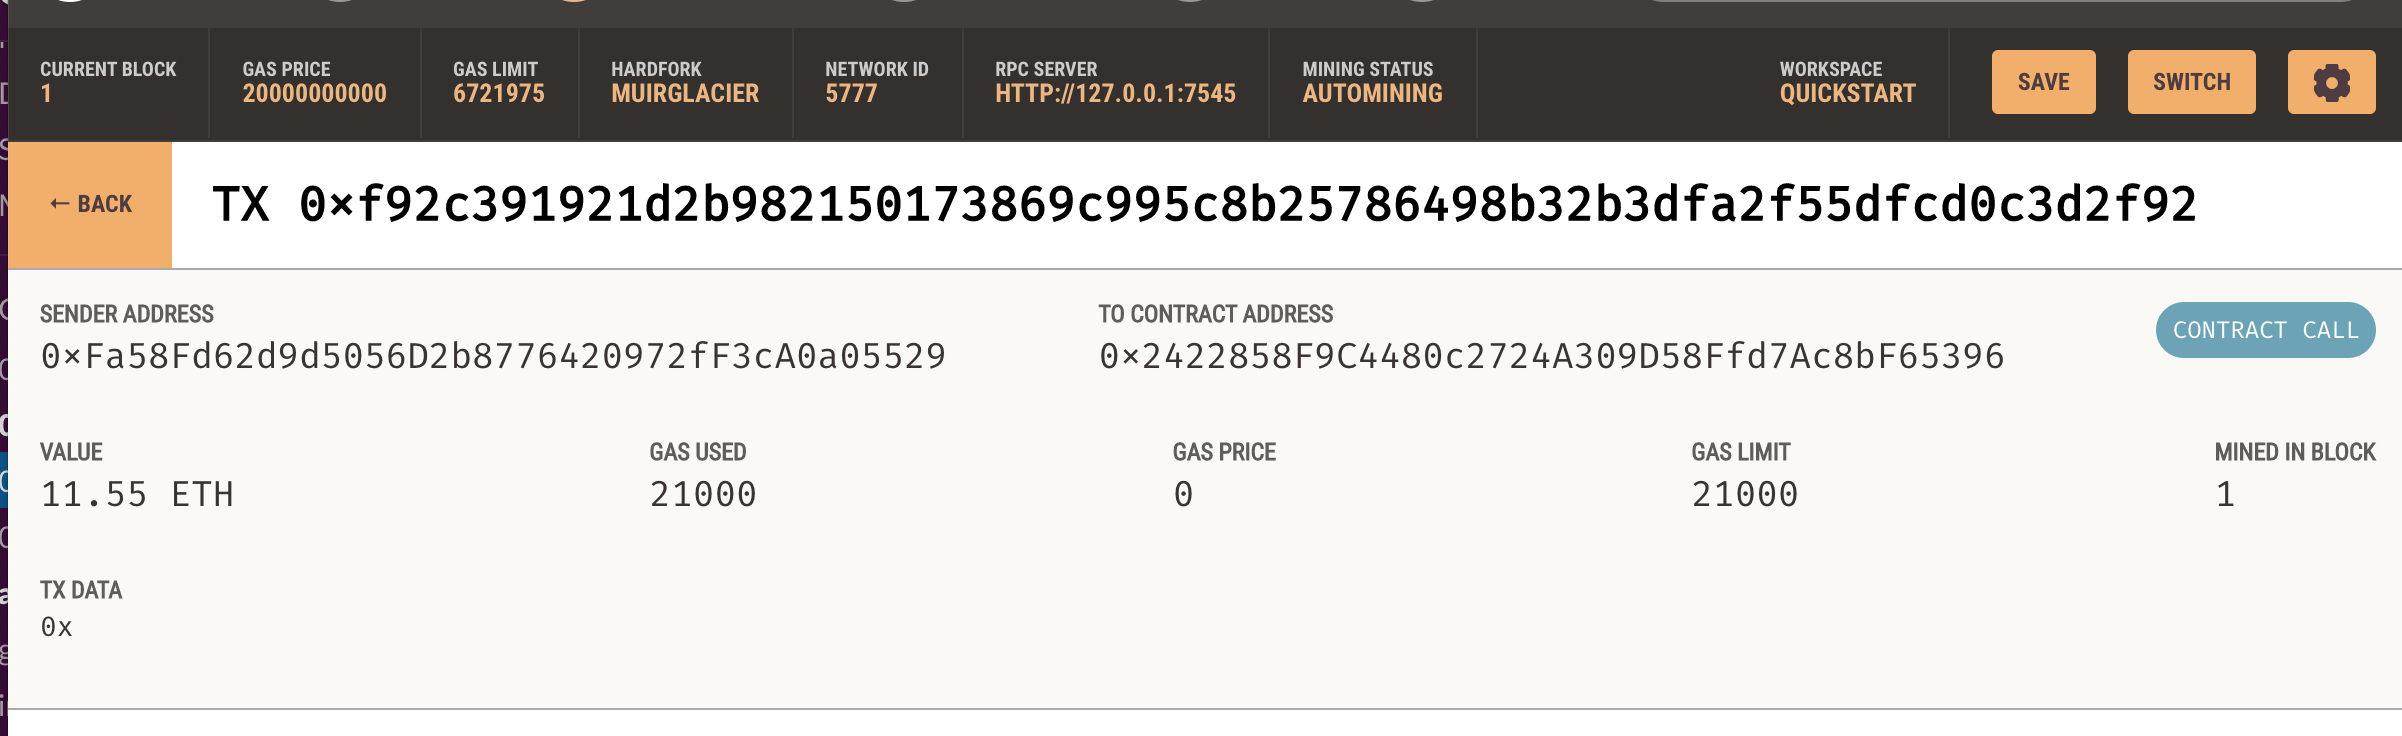 CURRENT BLOCK GAS PRICE GAS LIMIT HARDFORK NETWORK ID RPC SERVER MINING STATUS WORKSPACE
1 20000000000 6721975 MUIRGLACIER 5777 HTTP://127.0.0.1:7545 AUTOMINING QUICKSTART SAVE SWITCH
← BACK TX 0×f92c391921d2b982150173869c995c8b25786498b32b3dfa2f55dfcd0c3d2f92
SENDER ADDRESS TO CONTRACT ADDRESS
0×Fa58Fd62d9d5056D2b8776420972fF3cA0a05529 0×2422858F9C4480c2724A309D58Ffd7Ac8bF65396 CONTRACT CALL
VALUE GAS USED GAS PRICE GAS LIMIT MINED IN BLOCK
11.55 ETH 21000 0 21000 1
TX DATA
0x